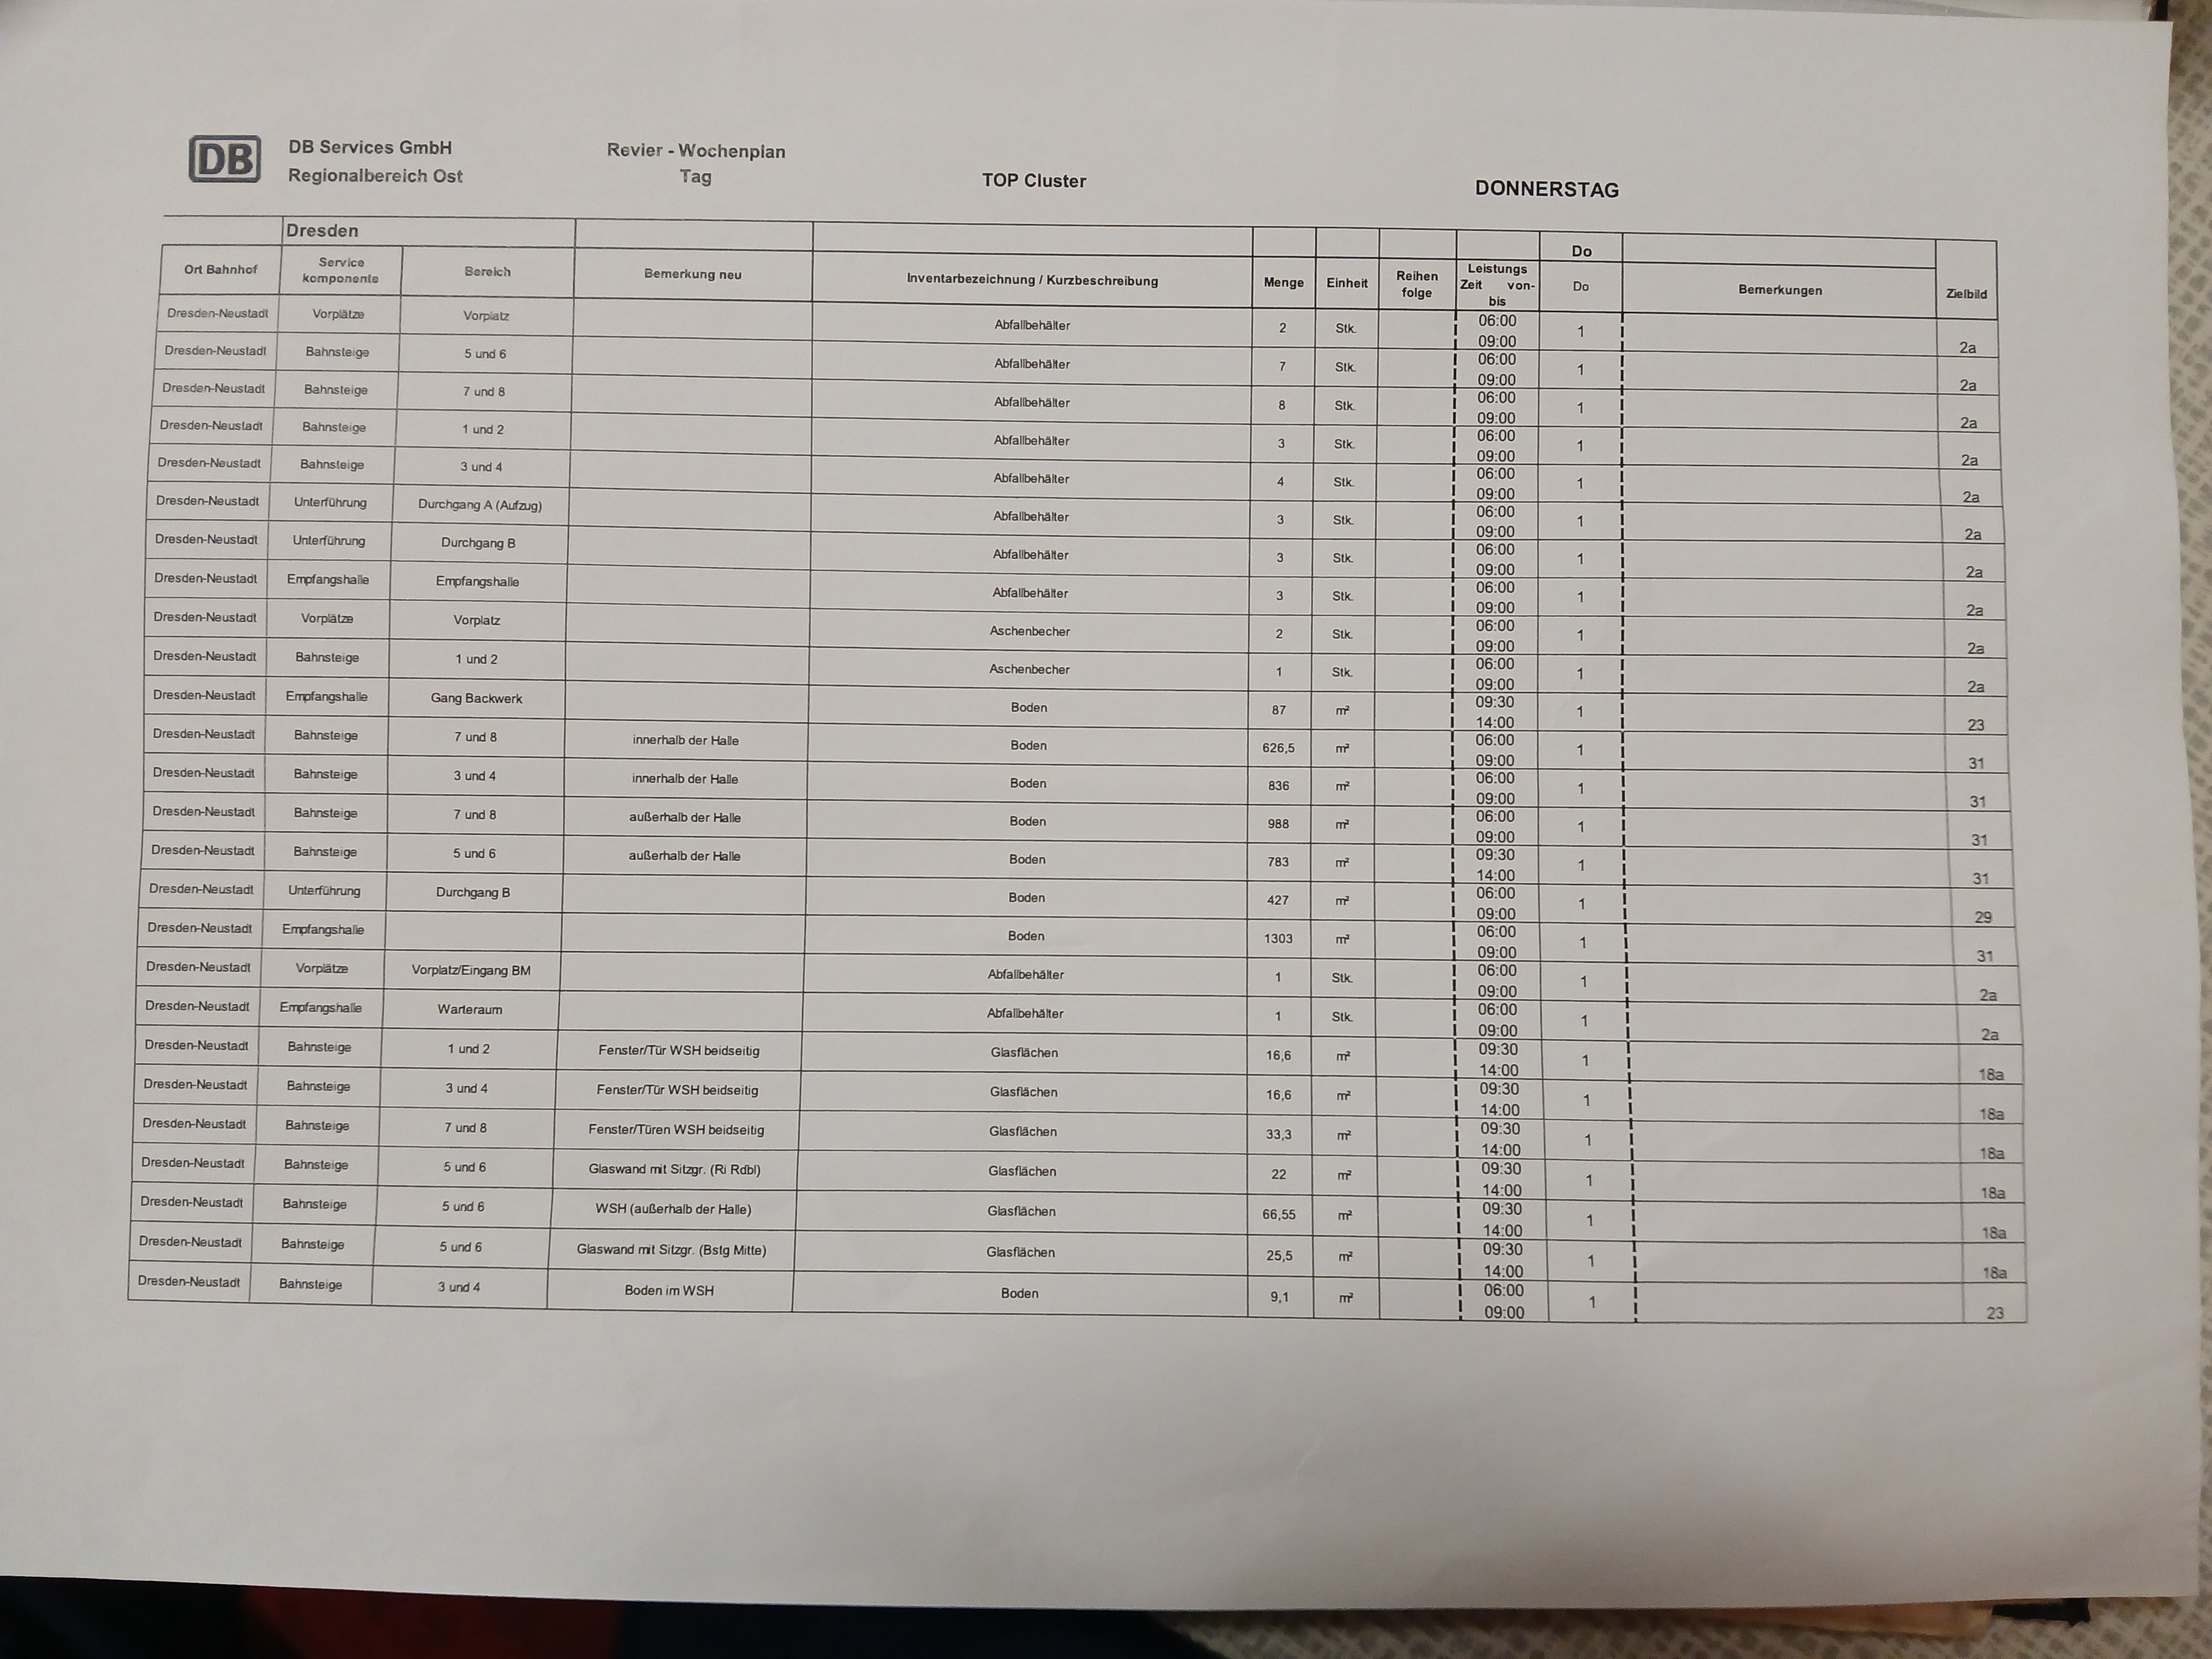 DB
DB Services GmbH
Regionalbereich Ost
Revier - Wochenplan
Tag
TOP Cluster
DONNERSTAG
Dresden
Do
Ort Bahnhof Service komponente Bereich Bemerkung neu Inventarbezeichnung / Kurzbeschreibung Menge Einheit Reihen folge Leistungs Zeit von- bis Do Bemerkungen Zielbild
Dresden-Neustadt Vorplätze Vorplatz Abfallbehälter 2 Stk. 06:00 09:00 1 2a
Dresden-Neustadt Bahnsteige 5 und 6 Abfallbehälter 7 Stk. 06:00 09:00 1 2a
Dresden-Neustadt Bahnsteige 7 und 8 Abfallbehälter 8 Stk. 06:00 09:00 1 2a
Dresden-Neustadt Bahnsteige 1 und 2 Abfallbehälter 3 Stk. 06:00 09:00 1 2a
Dresden-Neustadt Bahnsteige 3 und 4 Abfallbehälter 4 Stk. 06:00 09:00 1 2a
Dresden-Neustadt Unterführung Durchgang A (Aufzug) Abfallbehälter 3 Stk. 06:00 09:00 1 2a
Dresden-Neustadt Unterführung Durchgang B Abfallbehälter 3 Stk. 06:00 09:00 1 2a
Dresden-Neustadt Empfangshalle Empfangshalle Abfallbehälter 3 Stk. 06:00 09:00 1 2a
Dresden-Neustadt Vorplätze Vorplatz Aschenbecher 2 Stk. 06:00 09:00 1 2a
Dresden-Neustadt Bahnsteige 1 und 2 Aschenbecher 1 Stk. 06:00 09:00 1 2a
Dresden-Neustadt Empfangshalle Gang Backwerk Boden 87 m² 09:30 14:00 1 23
Dresden-Neustadt Bahnsteige 7 und 8 innerhalb der Halle Boden 626,5 m² 06:00 09:00 1 31
Dresden-Neustadt Bahnsteige 3 und 4 innerhalb der Halle Boden 836 m² 06:00 09:00 1 31
Dresden-Neustadt Bahnsteige 7 und 8 außerhalb der Halle Boden 988 m² 06:00 09:00 1 31
Dresden-Neustadt Bahnsteige 5 und 6 außerhalb der Halle Boden 783 m² 09:30 14:00 1 31
Dresden-Neustadt Unterführung Durchgang B Boden 427 m² 06:00 09:00 1 29
Dresden-Neustadt Empfangshalle Boden 1303 m² 06:00 09:00 1 31
Dresden-Neustadt Vorplätze Vorplatz/Eingang BM Abfallbehälter 1 Stk. 06:00 09:00 1 2a
Dresden-Neustadt Empfangshalle Warteraum Abfallbehälter 1 Stk. 06:00 09:00 1 2a
Dresden-Neustadt Bahnsteige 1 und 2 Fenster/Tür WSH beidseitig Glasflächen 16,6 m² 09:30 14:00 1 18a
Dresden-Neustadt Bahnsteige 3 und 4 Fenster/Tür WSH beidseitig Glasflächen 16,6 m² 09:30 14:00 1 18a
Dresden-Neustadt Bahnsteige 7 und 8 Fenster/Türen WSH beidseitig Glasflächen 33,3 m² 09:30 14:00 1 18a
Dresden-Neustadt Bahnsteige 5 und 6 Glaswand mit Sitzgr. (Ri Rdbl) Glasflächen 22 m² 09:30 14:00 1 18a
Dresden-Neustadt Bahnsteige 5 und 6 WSH (außerhalb der Halle) Glasflächen 66,55 m² 09:30 14:00 1 18a
Dresden-Neustadt Bahnsteige 5 und 6 Glaswand mit Sitzgr. (Bstg Mitte) Glasflächen 25,5 m² 09:30 14:00 1 18a
Dresden-Neustadt Bahnsteige 3 und 4 Boden im WSH Boden 9,1 m² 06:00 09:00 1 23